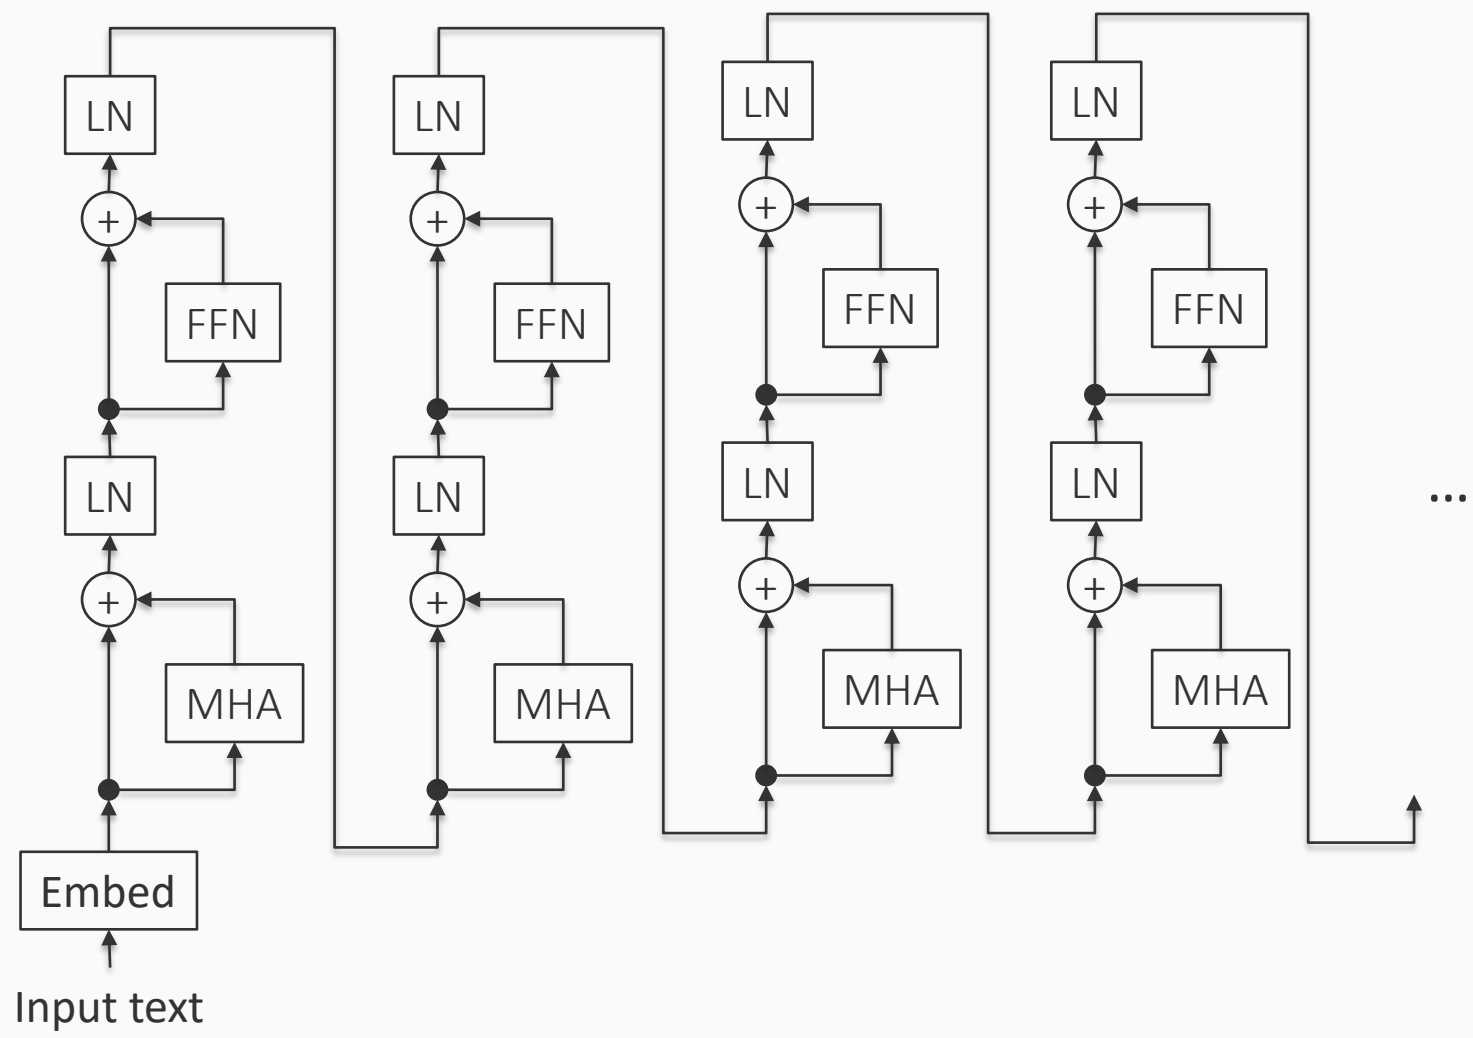 LN
+
FFN
LN
+
MHA
Embed
Input text
LN
+
FFN
LN
+
MHA
LN
+
FFN
LN
+
MHA
LN
+
FFN
LN
+
MHA
...